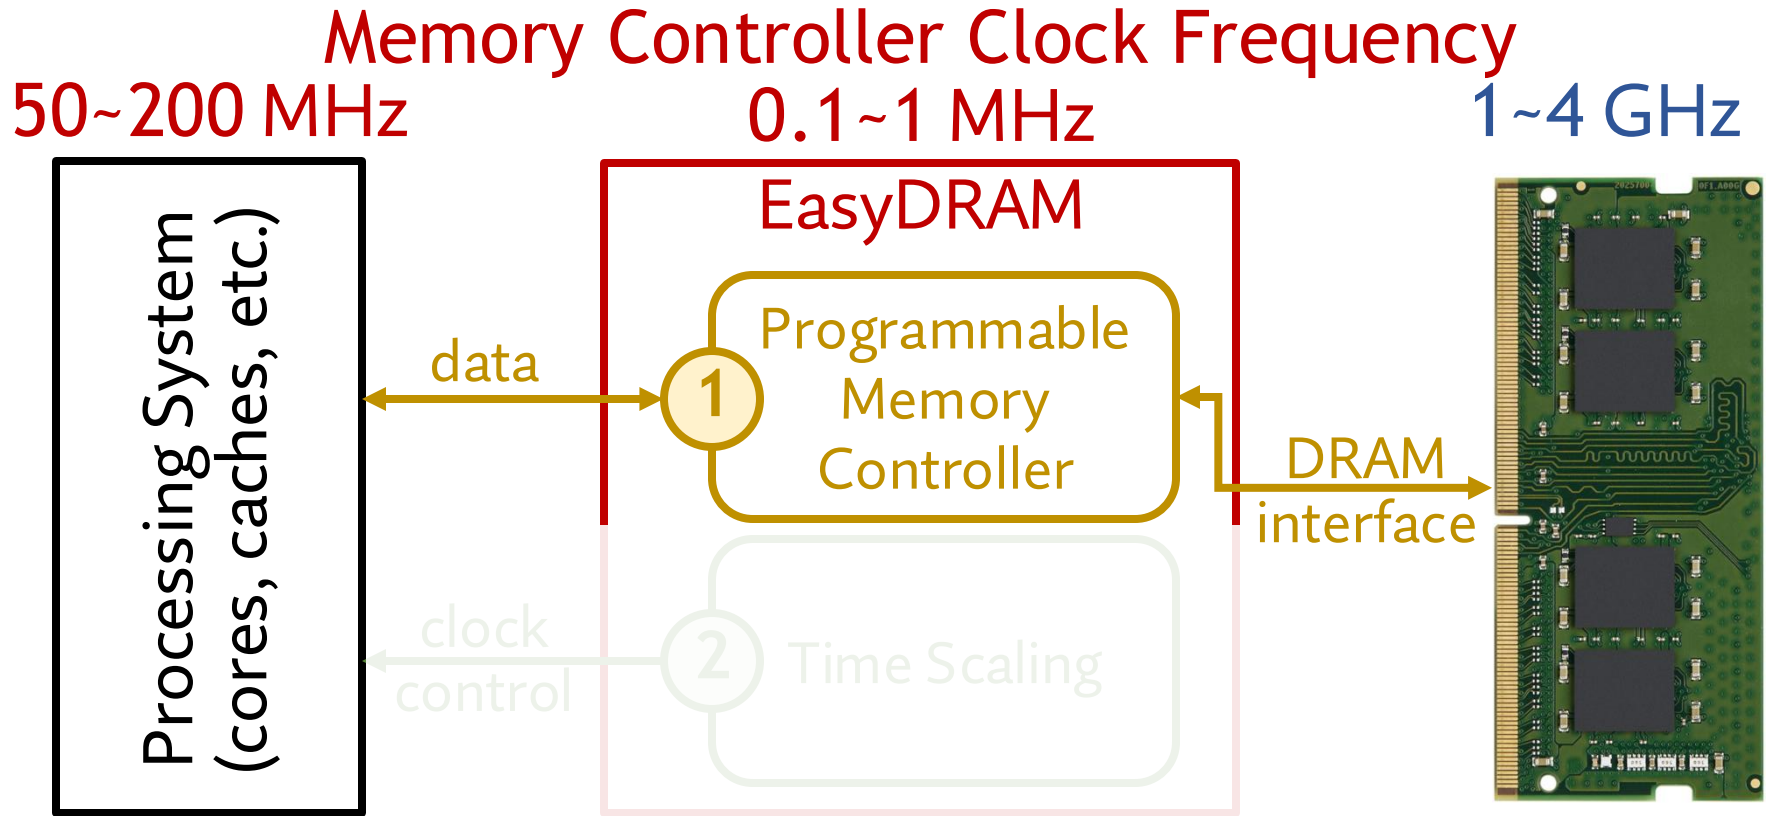 Memory Controller Clock Frequency
50~200 MHz
0.1~1 MHz
1~4 GHz
Processing System
(cores, caches, etc.)
EasyDRAM
data
1
Programmable
Memory
Controller
DRAM
interface
clock
control
2
Time Scaling